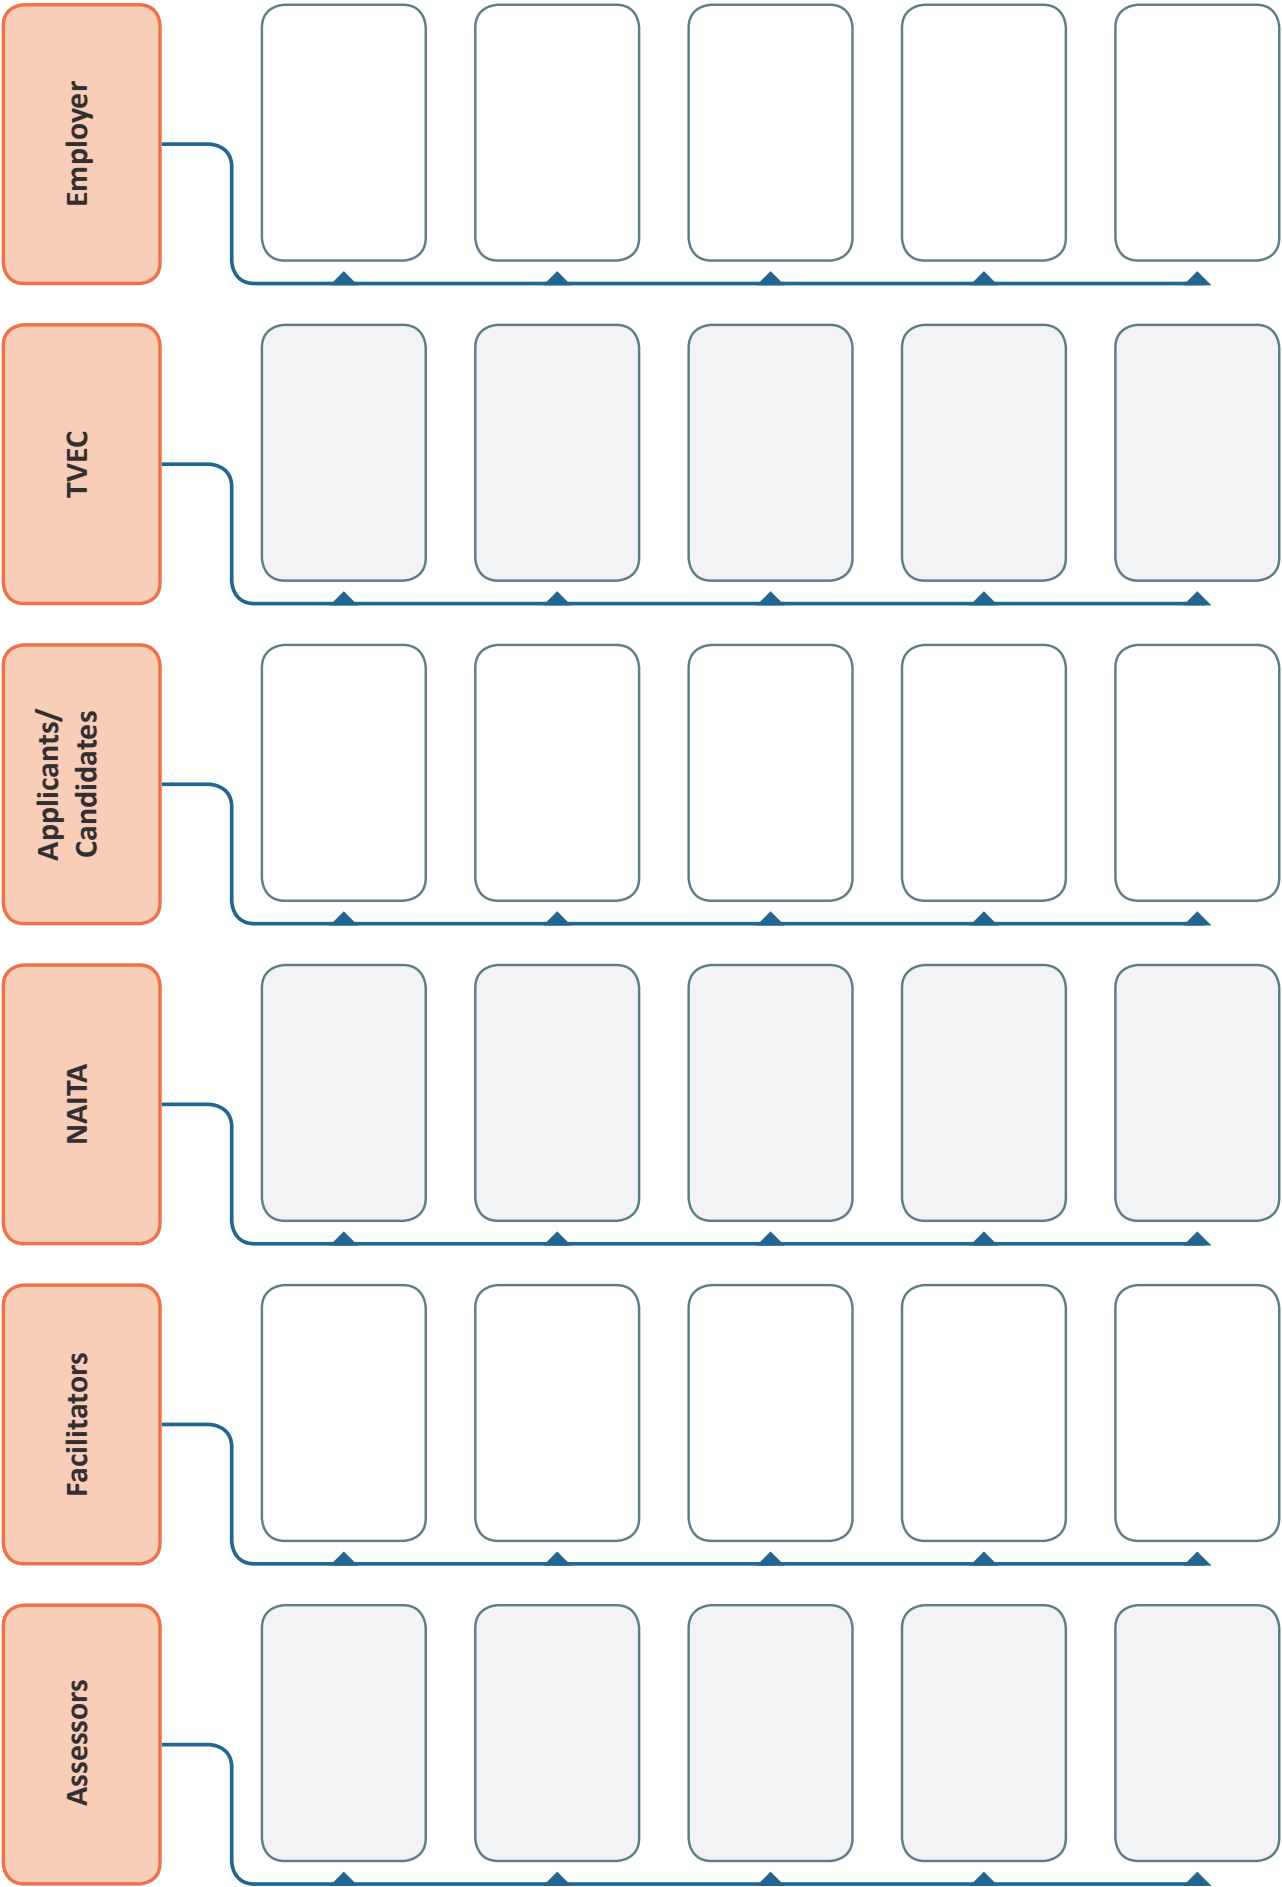 Employer
TVEC
Applicants/
Candidates
NAITA
Facilitators
Assessors